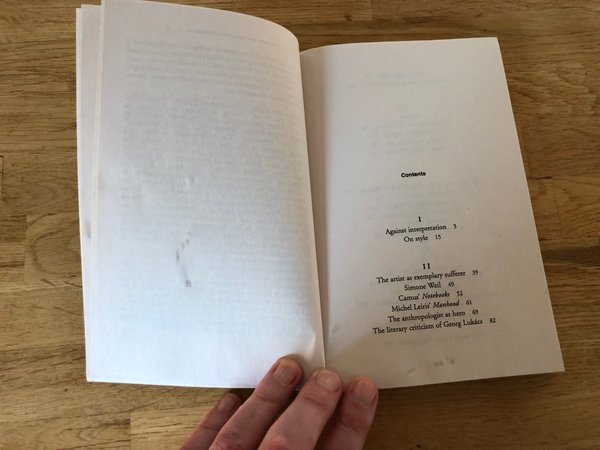 Contents
I
Against interpretation 3
On style 15
II
The artist as exemplary sufferer 39
Simone Weil 49
Camus' Notebooks 52
Michel Leiris' Manhood 61
The anthropologist as hero 69
The literary criticism of Georg Lukács 82